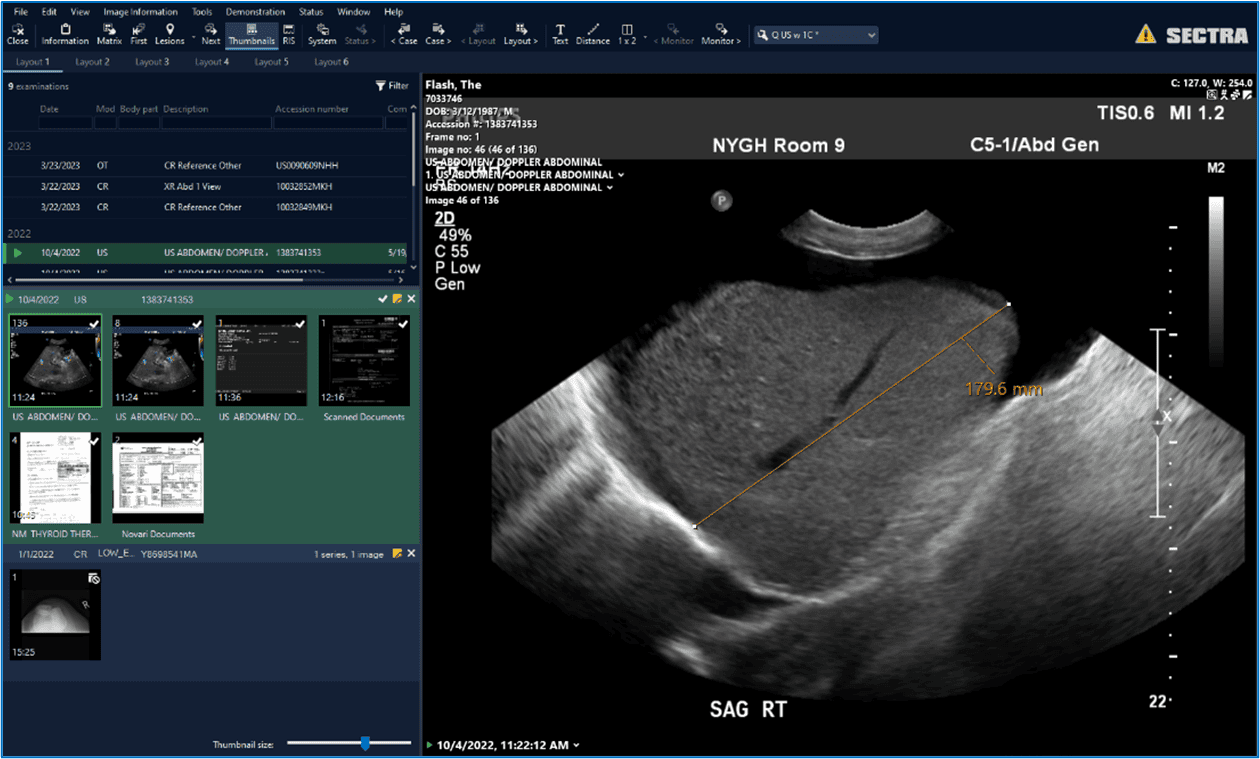 File Edit View Image Information Tools Demonstration Status Window Help
Close Information Matrix First Lesions Next Thumbnails RIS System Status > < Case Case > < Layout Layout > Text Distance 1 x 2 < Monitor Monitor > Q US w 1C *
SECTRA
Layout 1 Layout 2 Layout 3 Layout 4 Layout 5 Layout 6
9 examinations Filter
Date Mod Body part Description Accession number Com
2023
3/23/2023 OT CR Reference Other US0090609NHH
3/22/2023 CR XR Abd 1 View 10032852MKH
3/22/2023 CR CR Reference Other 10032849MKH
2022
10/4/2022 US US ABDOMEN/ DOPPLER 1383741353 5/19
10/4/2022 US 1383741353
136 8 1 1
11:24 11:24 11:36 12:16
US ABDOMEN/ DO... US ABDOMEN/ DO... US ABDOMEN/ DO... Scanned Documents
4 2
10:45
NM THYROID THER... Novari Documents
1/1/2022 CR LOW_E... Y8698541MA 1 series, 1 image
1
R
15:25
Thumbnail size:
Flash, The
7033746
DOB: 3/12/1987, M
Accession #: 1383741353
Frame no: 1
Image no: 46 (46 of 136)
US ABDOMEN/ DOPPLER ABDOMINAL
1. US ABDOMEN/ DOPPLER ABDOMINAL
US ABDOMEN/ DOPPLER ABDOMINAL
Image 46 of 136
C: 127.0, W: 254.0
TIS0.6 MI 1.2
NYGH Room 9 C5-1/Abd Gen
M2
P
2D
49%
C 55
P Low
Gen
179.6 mm
X
22
SAG RT
10/4/2022, 11:22:12 AM